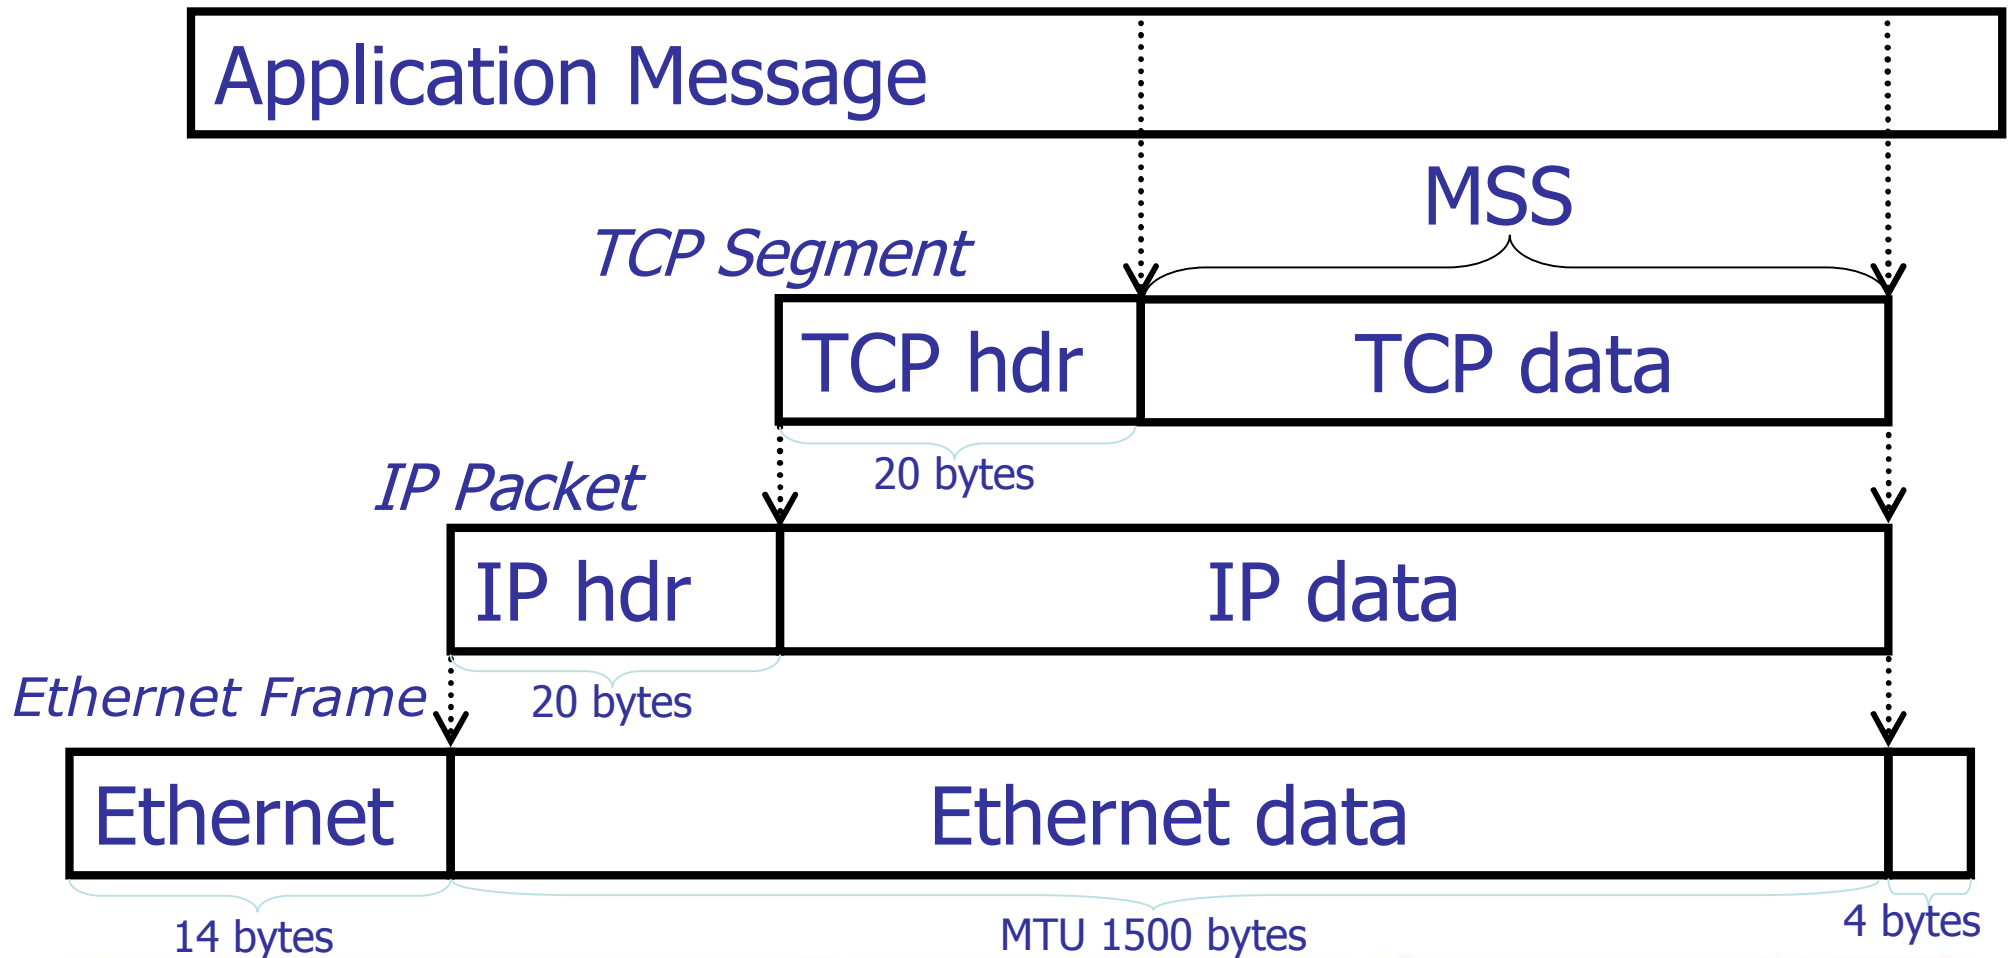 Application Message
MSS
TCP Segment
TCP hdr
TCP data
20 bytes
IP Packet
IP hdr
IP data
20 bytes
Ethernet Frame
Ethernet
Ethernet data
14 bytes
MTU 1500 bytes
4 bytes